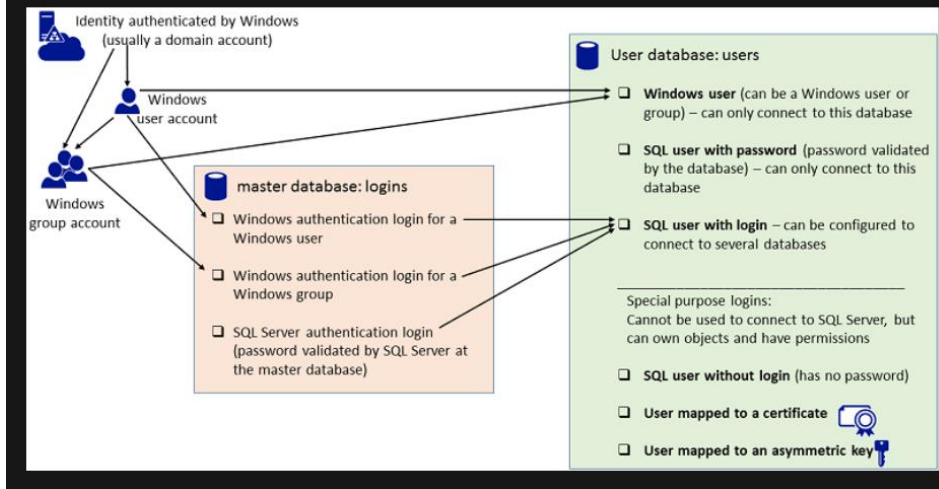 Identity authenticated by Windows
(usually a domain account)
Windows
user account
Windows
group account
master database: logins
Windows authentication login for a
Windows user
Windows authentication login for a
Windows group
SQL Server authentication login
(password validated by SQL Server at
the master database)
User database: users
Windows user (can be a Windows user or
group) – can only connect to this database
SQL user with password (password validated
by the database) – can only connect to this
database
SQL user with login – can be configured to
connect to several databases
Special purpose logins:
Cannot be used to connect to SQL Server, but
can own objects and have permissions
SQL user without login (has no password)
User mapped to a certificate
User mapped to an asymmetric key